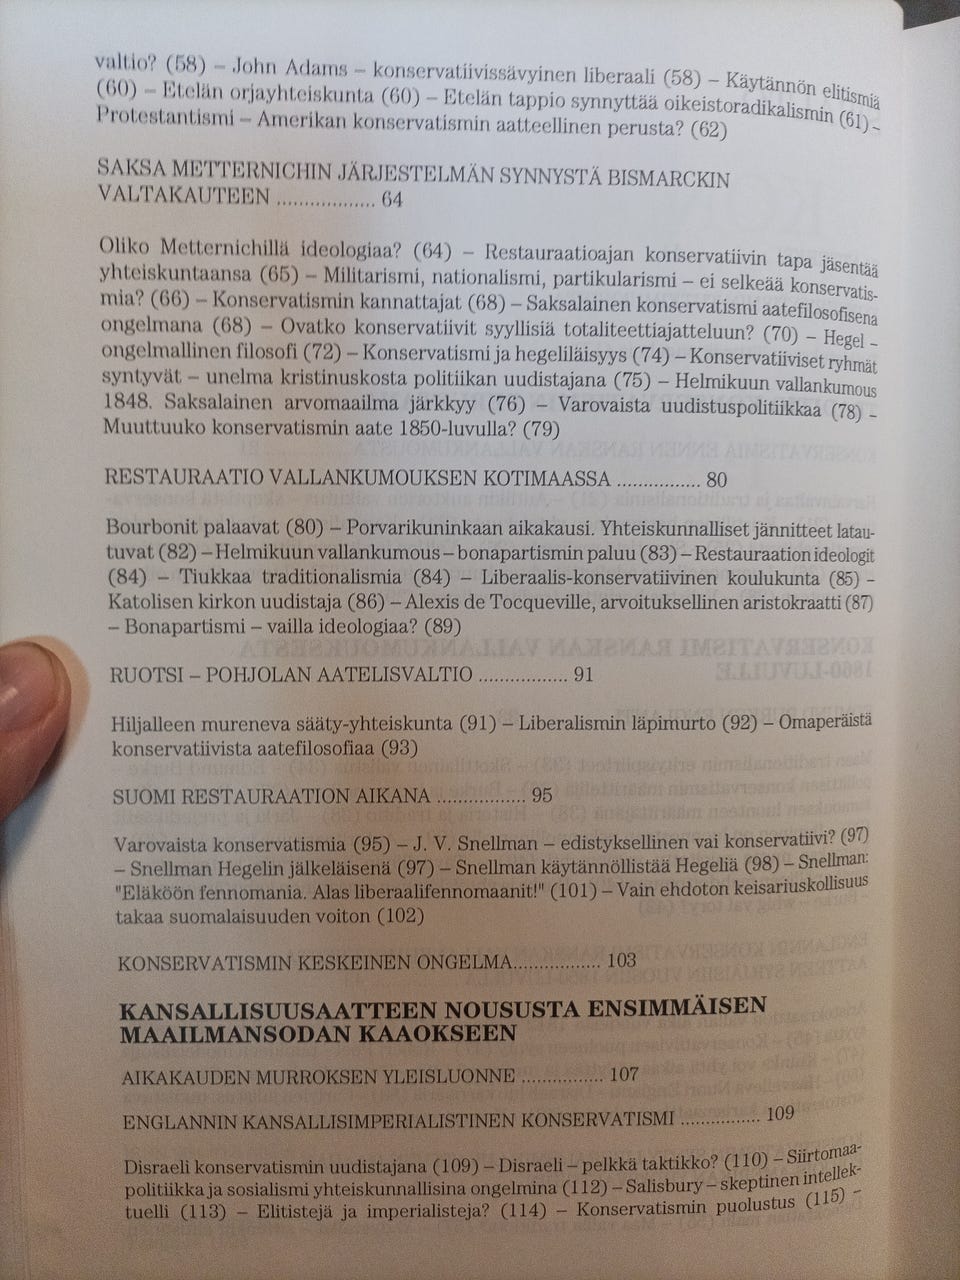 valtio? (58) – John Adams – konservatiivissävyinen liberaali (58) – Käytännön elitismiä
(60) – Etelän orjayhteiskunta (60) – Etelän tappio synnyttää oikeistoradikalismin (61) –
Protestantismi – Amerikan konservatismin aatteellinen perusta? (62)
SAKSA METTERNICHIN JÄRJESTELMÄN SYNNYSTÄ BISMARCKIN
VALTAKAUTEEN .................. 64
Oliko Metternichillä ideologiaa? (64) – Restauraatioajan konservatiivin tapa jäsentää
yhteiskuntaansa (65) – Militarismi, nationalismi, partikularismi – ei selkeää konservatis-
mia? (66) – Konservatismin kannattajat (68) – Saksalainen konservatismi aatefilosofisena
ongelmana (68) – Ovatko konservatiivit syyllisiä totaliteettiajatteluun? (70) – Hegel –
ongelmallinen filosofi (72) – Konservatismi ja hegeliläisyys (74) – Konservatiiviset ryhmät
syntyvät – unelma kristinuskosta politiikan uudistajana (75) – Helmikuun vallankumous
1848. Saksalainen arvomaailma järkkyy (76) – Varovaista uudistuspolitiikkaa (78) –
Muuttuuko konservatismin aate 1850-luvulla? (79)
RESTAURAATIO VALLANKUMOUKSEN KOTIMAASSA ................. 80
Bourbonit palaavat (80) – Porvarikuninkaan aikakausi. Yhteiskunnalliset jännitteet latau-
tuvat (82) – Helmikuun vallankumous – bonapartismin paluu (83) – Restauraation ideologit
(84) – Tiukkaa traditionalismia (84) – Liberaalis-konservatiivinen koulukunta (85) –
Katolisen kirkon uudistaja (86) – Alexis de Tocqueville, arvoituksellinen aristokraatti (87)
– Bonapartismi – vailla ideologiaa? (89)
RUOTSI – POHJOLAN AATELISVALTIO .................. 91
Hiljalleen mureneva sääty-yhteiskunta (91) – Liberalismin läpimurto (92) – Omaperäistä
konservatiivista aatefilosofiaa (93)
SUOMI RESTAURAATION AIKANA ................. 95
Varovaista konservatismia (95) – J. V. Snellman – edistyksellinen vai konservatiivi? (97)
– Snellman Hegelin jälkeläisenä (97) – Snellman käytännöllistää Hegeliä (98) – Snellman:
"Eläköön fennomania. Alas liberaalifennomaanit!" (101) – Vain ehdoton keisariuskollisuus
takaa suomalaisuuden voiton (102)
KONSERVATISMIN KESKEINEN ONGELMA................. 103
KANSALLISUUSAATTEEN NOUSUSTA ENSIMMÄISEN
MAAILMANSODAN KAAOKSEEN
AIKAKAUDEN MURROKSEN YLEISLUONNE ................ 107
ENGLANNIN KANSALLISIMPERIALISTINEN KONSERVATISMI ................ 109
Disraeli konservatismin uudistajana (109) – Disraeli – pelkkä taktikko? (110) – Siirtomaa-
politiikka ja sosialismi yhteiskunnallisina ongelmina (112) – Salisbury – skeptinen intellek-
tuelli (113) – Elitistejä ja imperialisteja? (114) – Konservatismin puolustus (115) –